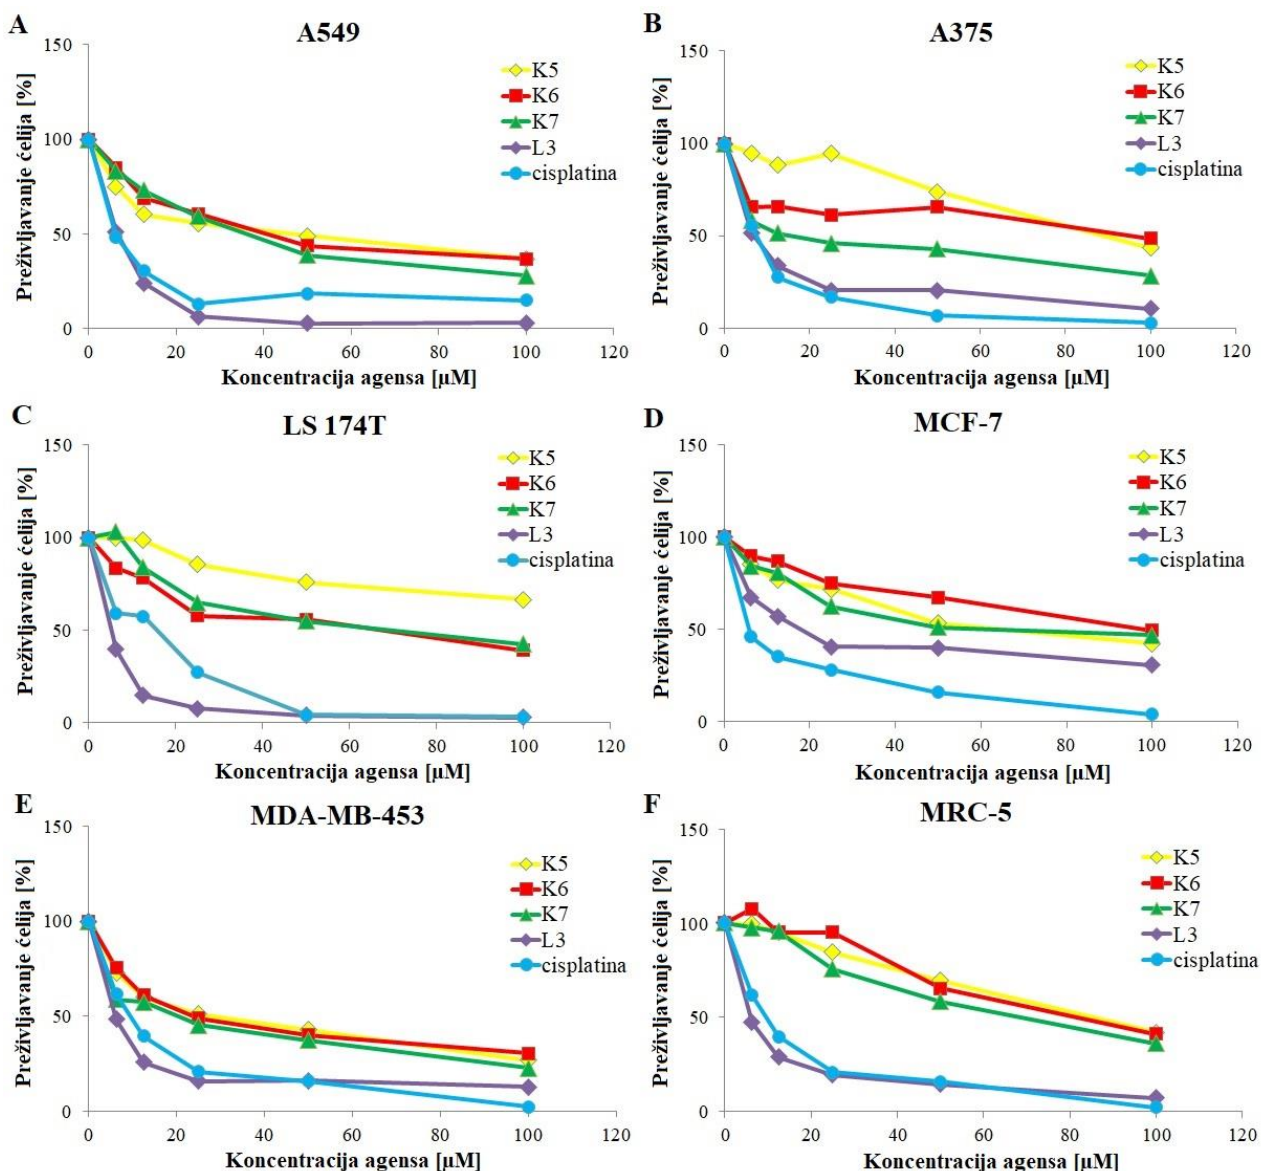 A
A549
150
100
50
0
Preživljavanje ćelija [%]
K5
K6
K7
L3
cisplatina
0 20 40 60 80 100 120
Koncentracija agensa [µM]
B
A375
150
100
50
0
Preživljavanje ćelija [%]
K5
K6
K7
L3
cisplatina
0 20 40 60 80 100 120
Koncentracija agensa [µM]
C
LS 174T
150
100
50
0
Preživljavanje ćelija [%]
K5
K6
K7
L3
cisplatina
0 20 40 60 80 100 120
Koncentracija agensa [µM]
D
MCF-7
150
100
50
0
Preživljavanje ćelija [%]
K5
K6
K7
L3
cisplatina
0 20 40 60 80 100 120
Koncentracija agensa [µM]
E
MDA-MB-453
150
100
50
0
Preživljavanje ćelija [%]
K5
K6
K7
L3
cisplatina
0 20 40 60 80 100 120
Koncentracija agensa [µM]
F
MRC-5
150
100
50
0
Preživljavanje ćelija [%]
K5
K6
K7
L3
cisplatina
0 20 40 60 80 100 120
Koncentracija agensa [µM]